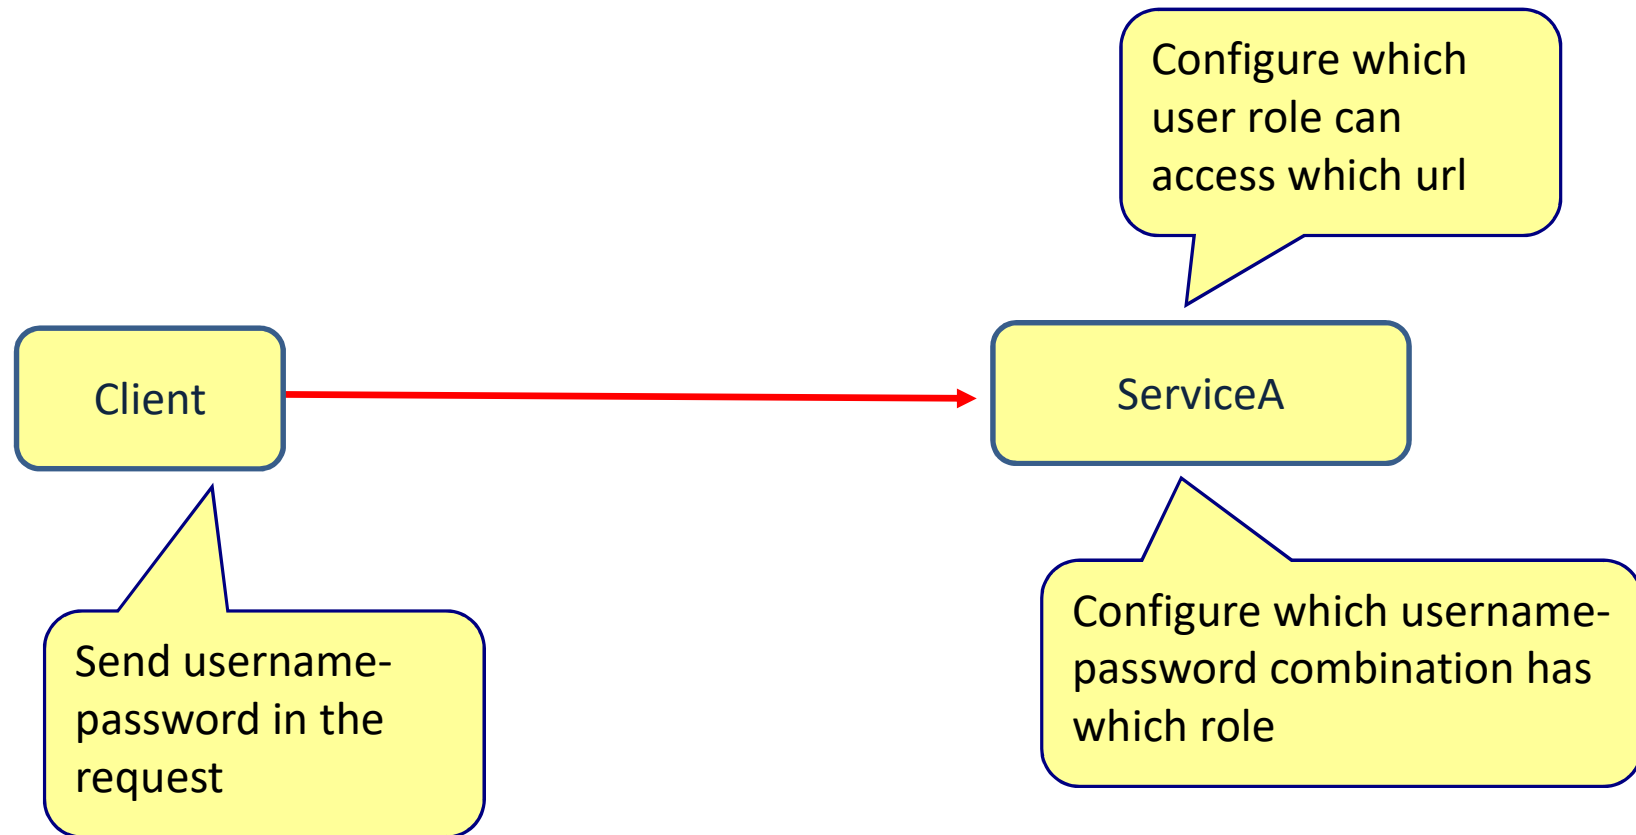 Configure which
user role can
access which url
Client
ServiceA
Send username-
password in the
request
Configure which username-
password combination has
which role